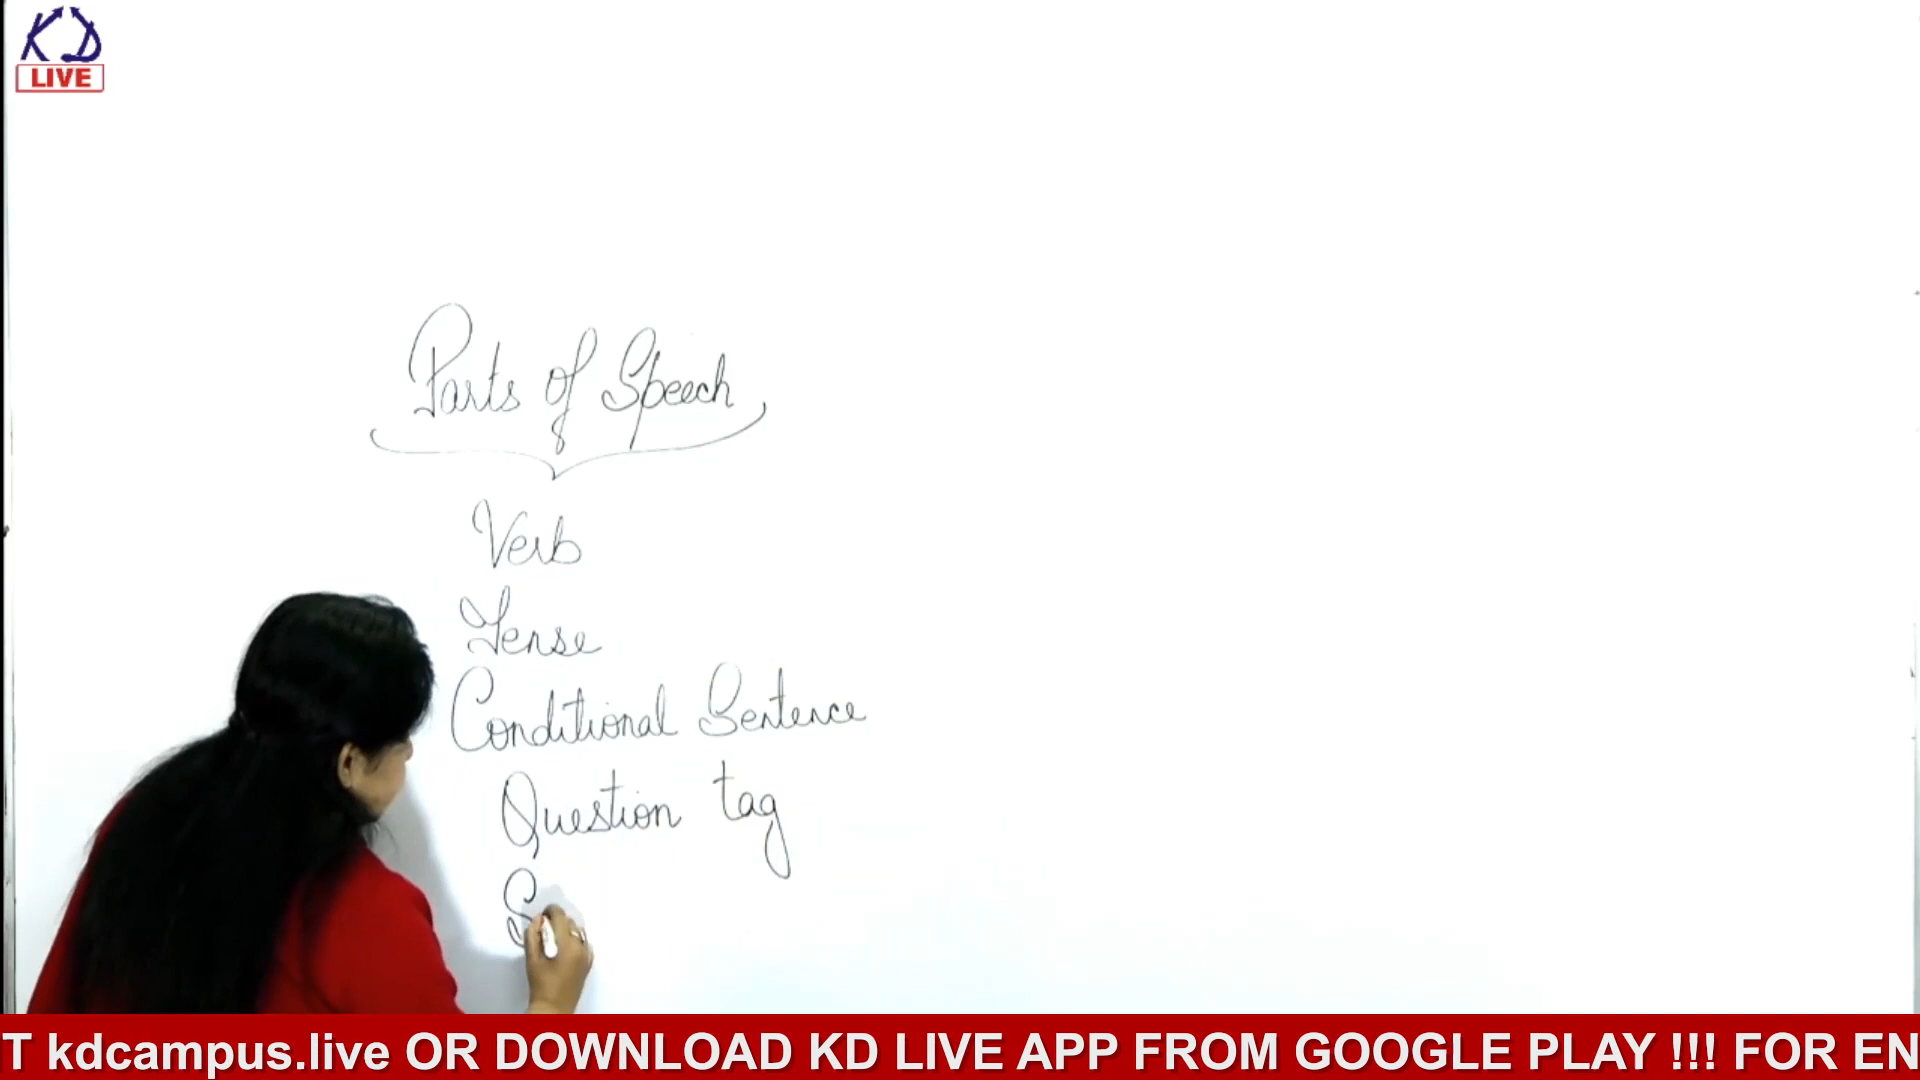 KD
LIVE
Parts of Speech
Verb
Tense
Conditional Sentence
Question tag
S
T kdcampus.live OR DOWNLOAD KD LIVE APP FROM GOOGLE PLAY !!! FOR EN